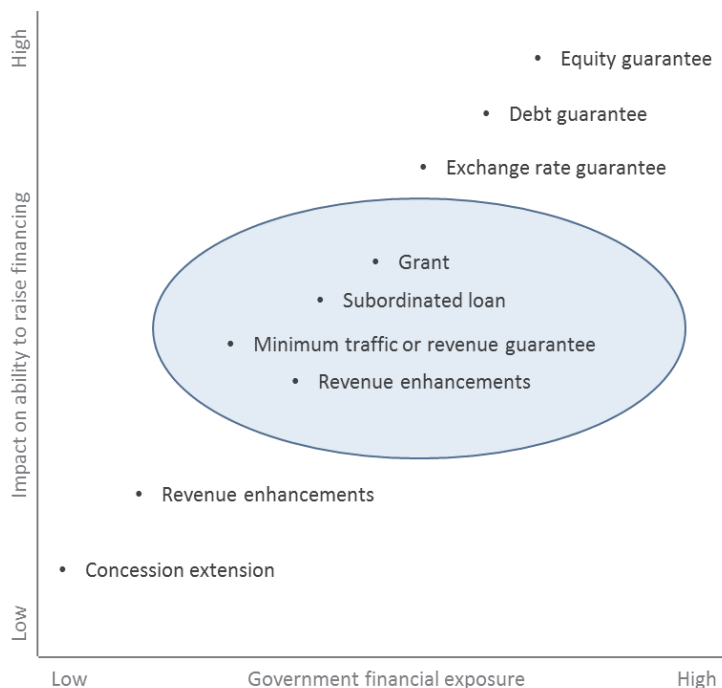 High
• Equity guarantee
• Debt guarantee
• Exchange rate guarantee
Impact on ability to raise financing
• Grant
• Subordinated loan
• Minimum traffic or revenue guarantee
• Revenue enhancements
• Revenue enhancements
• Concession extension
Low
Low Government financial exposure High